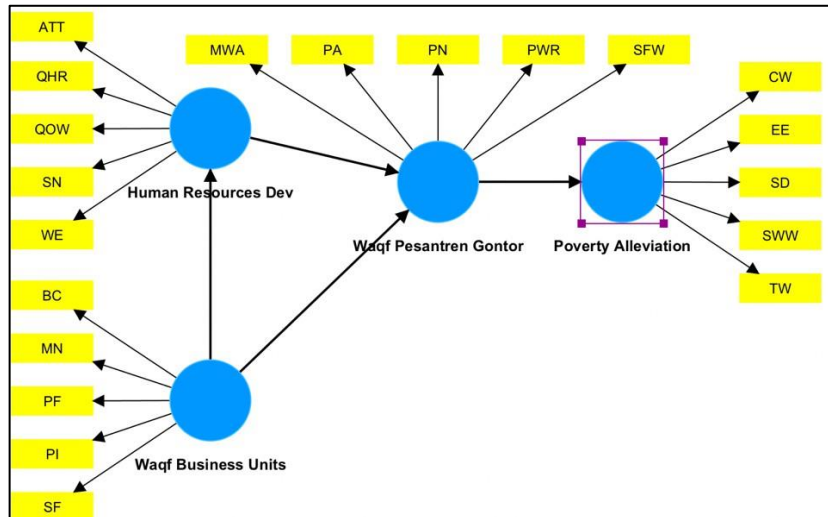 ATT
QHR
QOW
SN
WE
Human Resources Dev
MWA
PA
PN
PWR
SFW
Waqf Pesantren Gontor
CW
EE
SD
SWW
TW
Poverty Alleviation
BC
MN
PF
PI
SF
Waqf Business Units